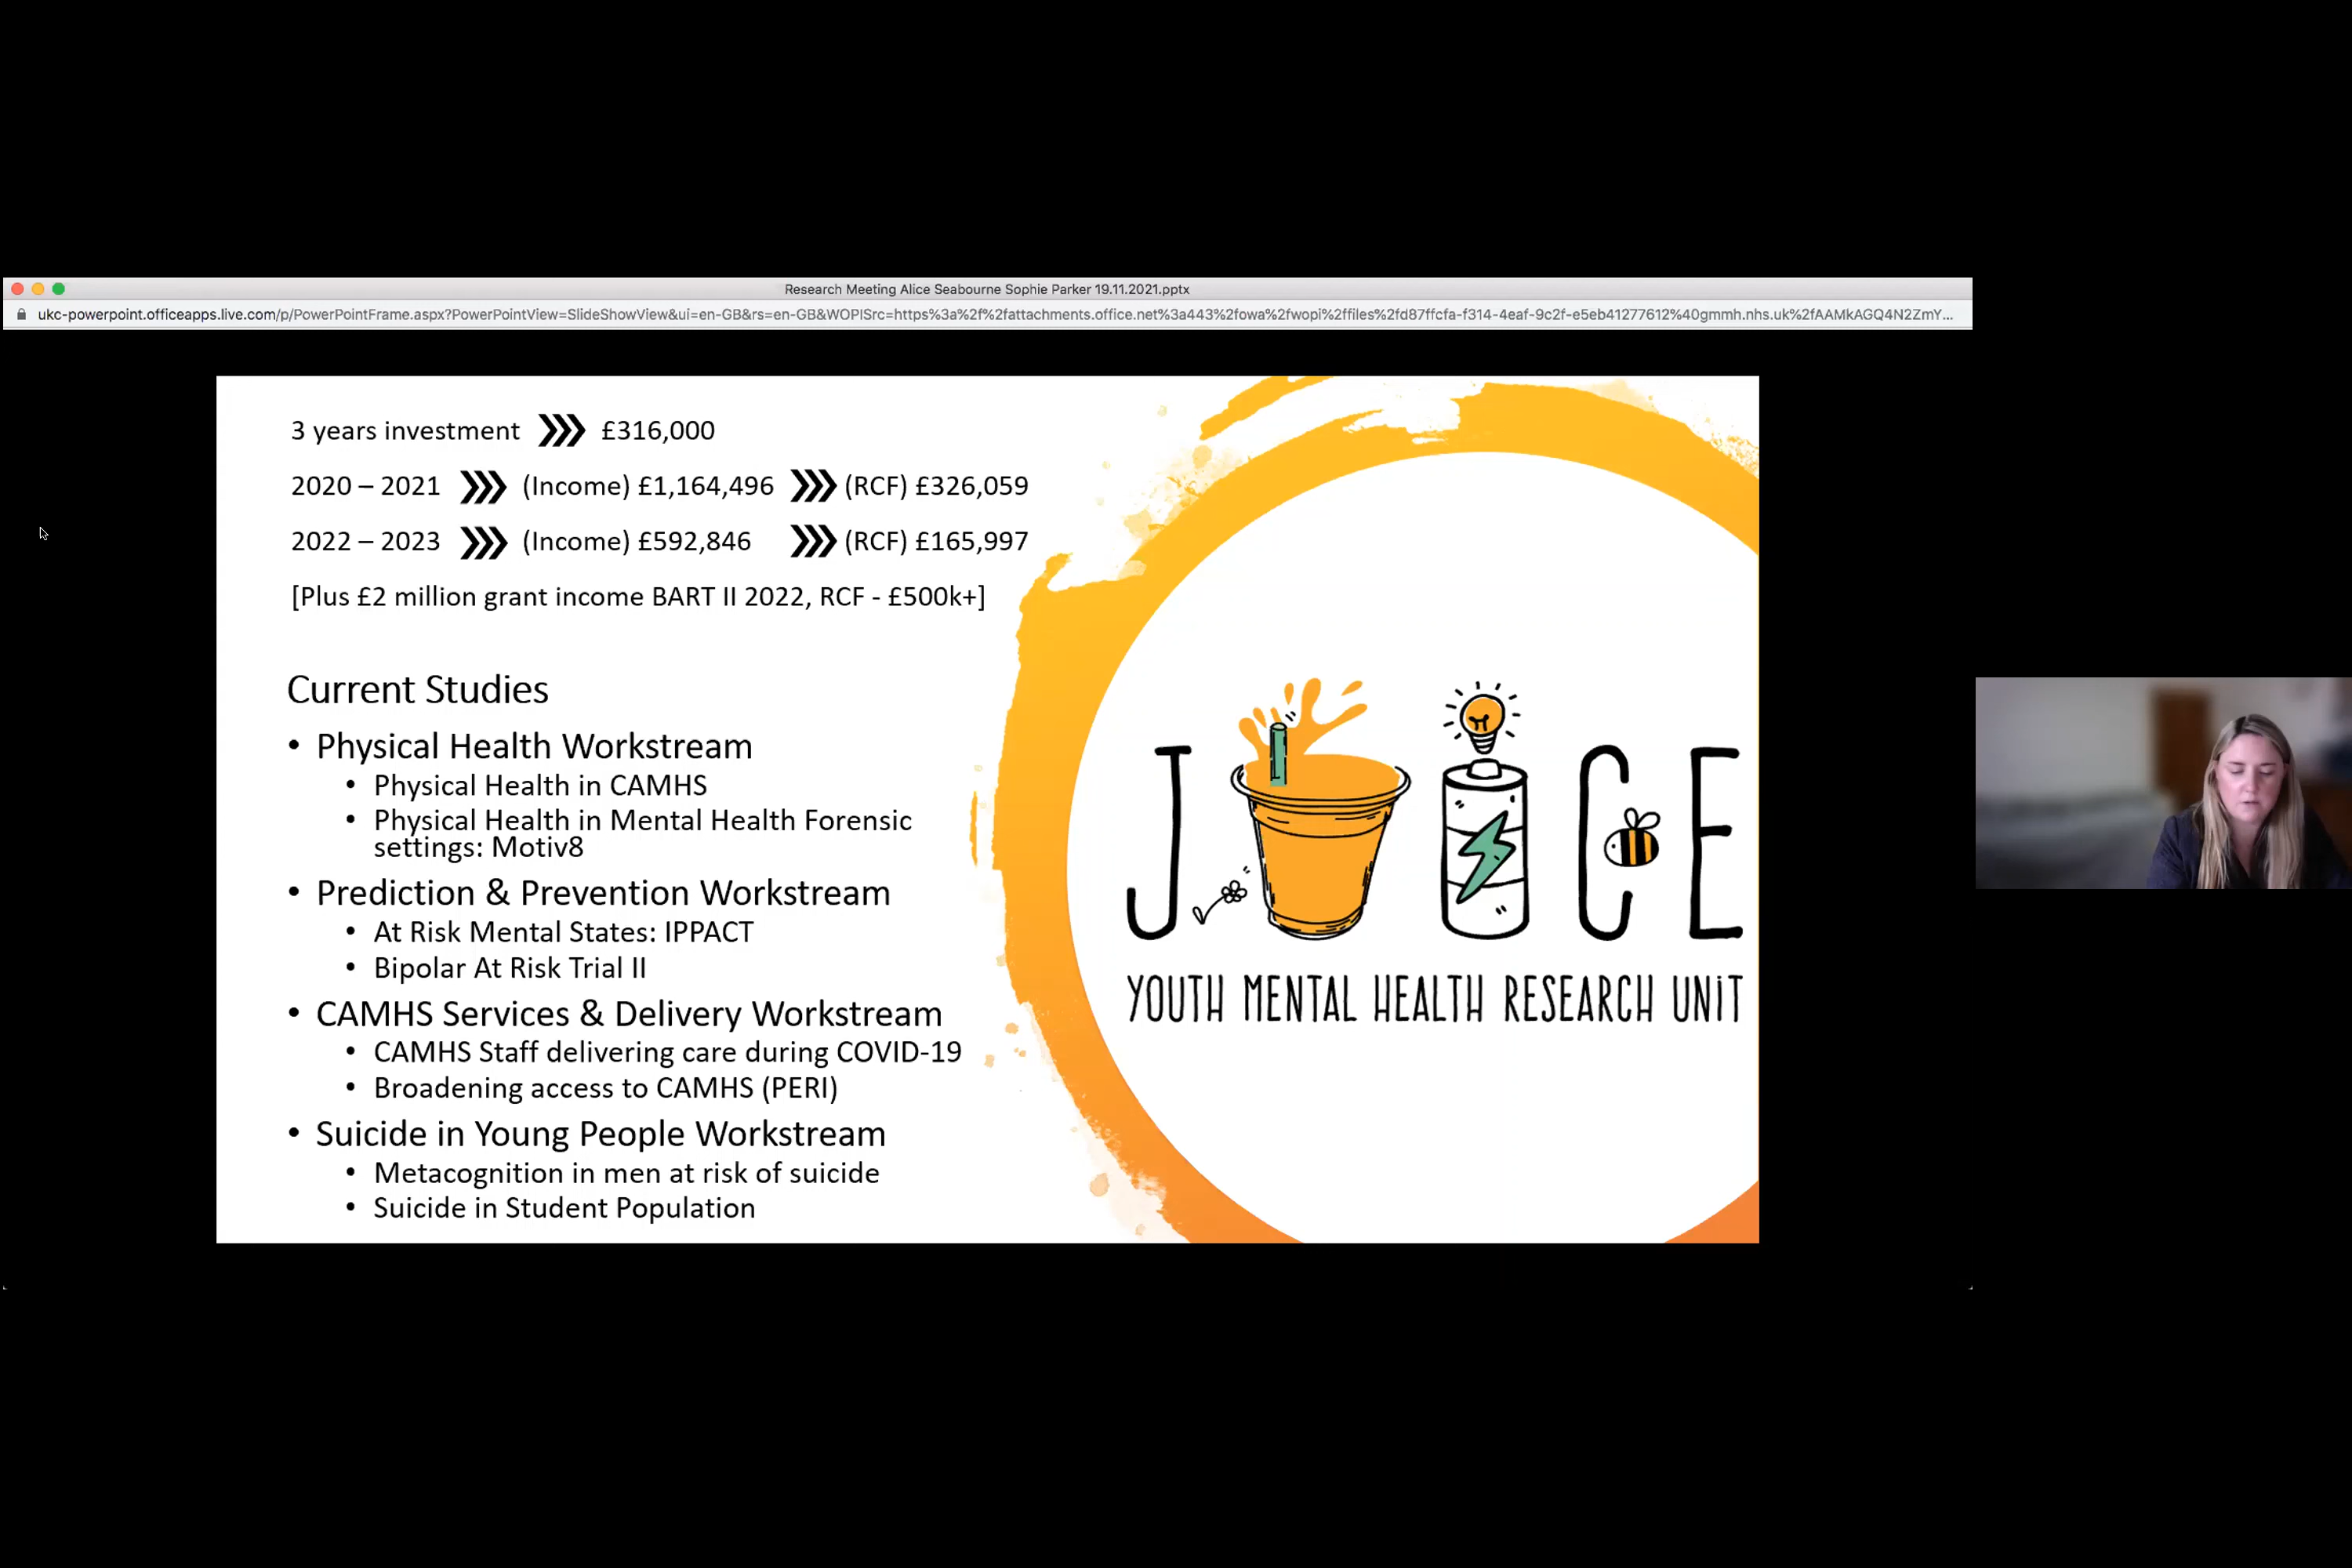 Research Meeting Alice Seabourne Sophie Parker 19.11.2021.pptx
ukc-powerpoint.officeapps.live.com/p/PowerPointFrame.aspx?PowerPointView=SlideShowView&ui=en-GB&rs=en-GB&WOPISrc=https%3a%2f%2fattachments.office.net%3a443%2fowa%2fwopi%2ffiles%2fd87ffcfa-f314-4eaf-9c2f-e5eb41277612%40gmmh.nhs.uk%2fAAMkAGQ4N2ZmY...
3 years investment £316,000
2020 – 2021 (Income) £1,164,496 (RCF) £326,059
2022 – 2023 (Income) £592,846 (RCF) £165,997
[Plus £2 million grant income BART II 2022, RCF - £500k+]
Current Studies
• Physical Health Workstream
• Physical Health in CAMHS
• Physical Health in Mental Health Forensic
settings: Motiv8
• Prediction & Prevention Workstream
• At Risk Mental States: IPPACT
• Bipolar At Risk Trial II
• CAMHS Services & Delivery Workstream
• CAMHS Staff delivering care during COVID-19
• Broadening access to CAMHS (PERI)
• Suicide in Young People Workstream
• Metacognition in men at risk of suicide
• Suicide in Student Population
JUICE
YOUTH MENTAL HEALTH RESEARCH UNIT